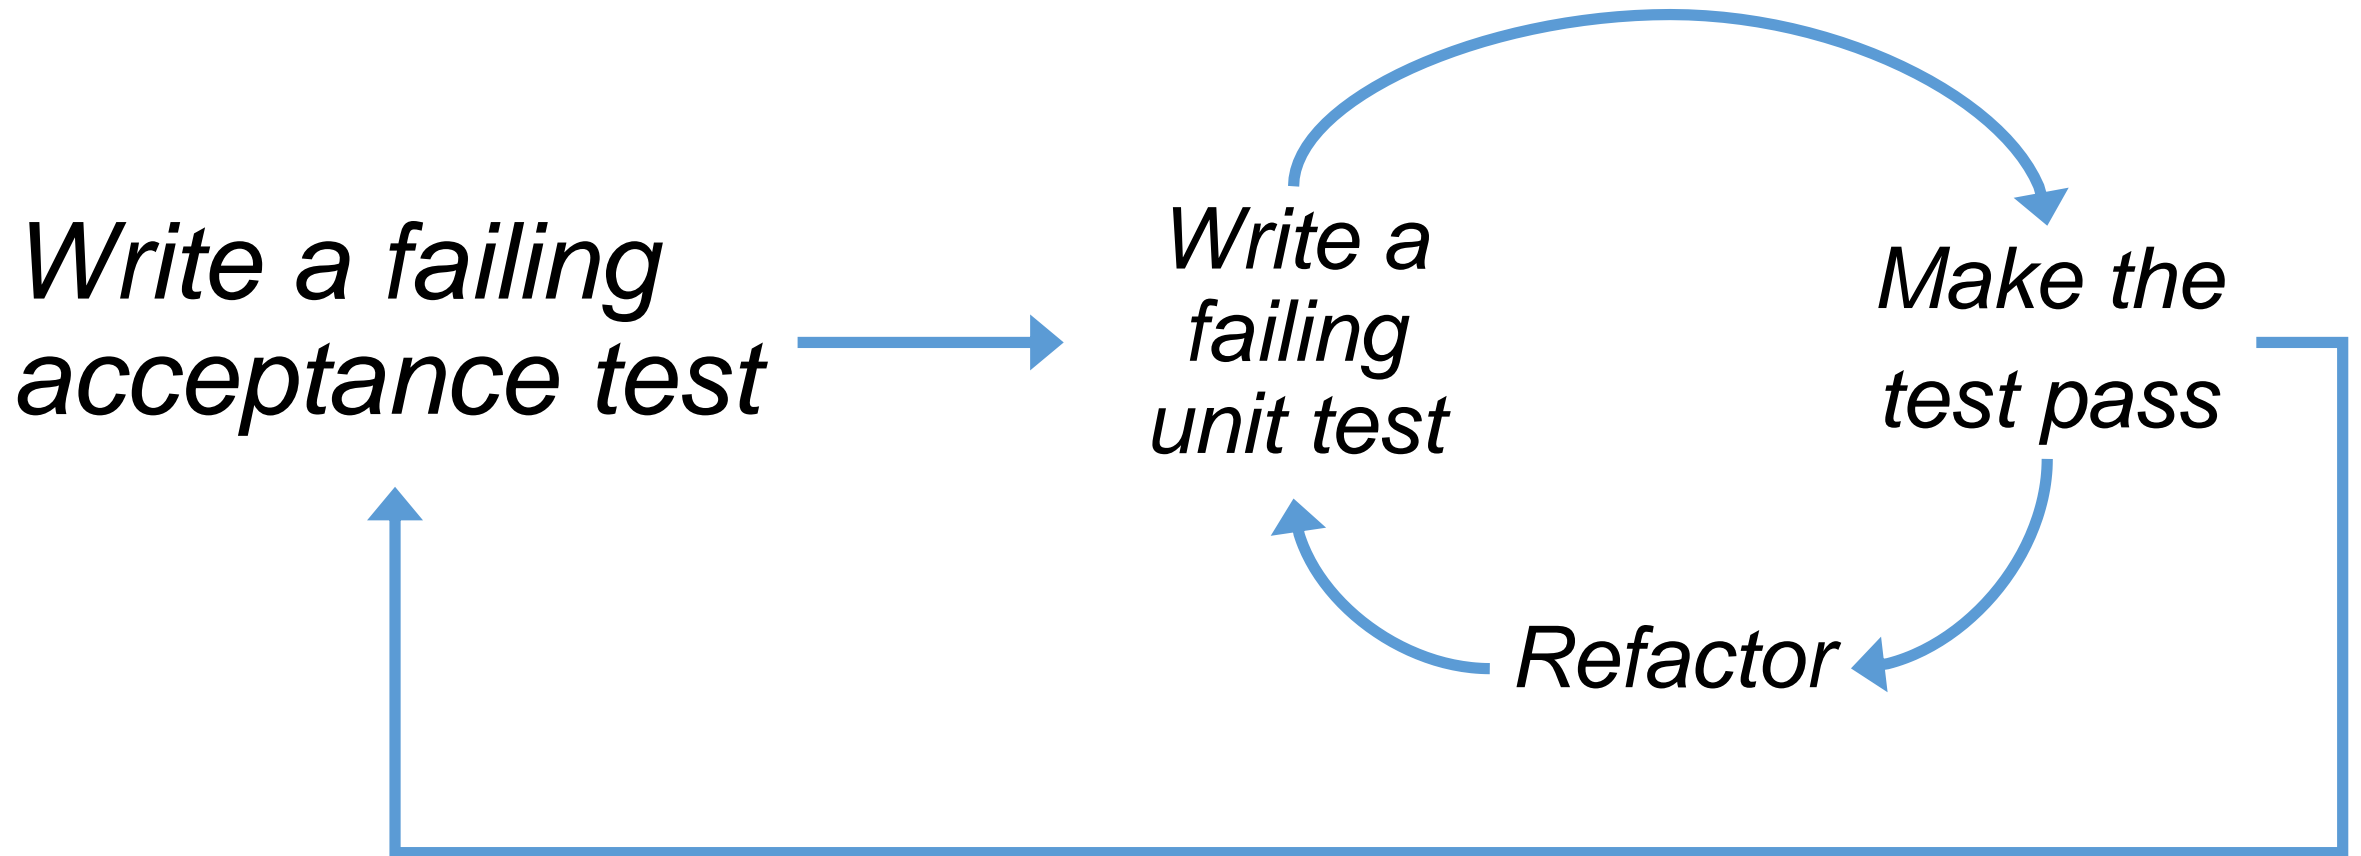 Write a failing
acceptance test
Write a
failing
unit test
Make the
test pass
Refactor